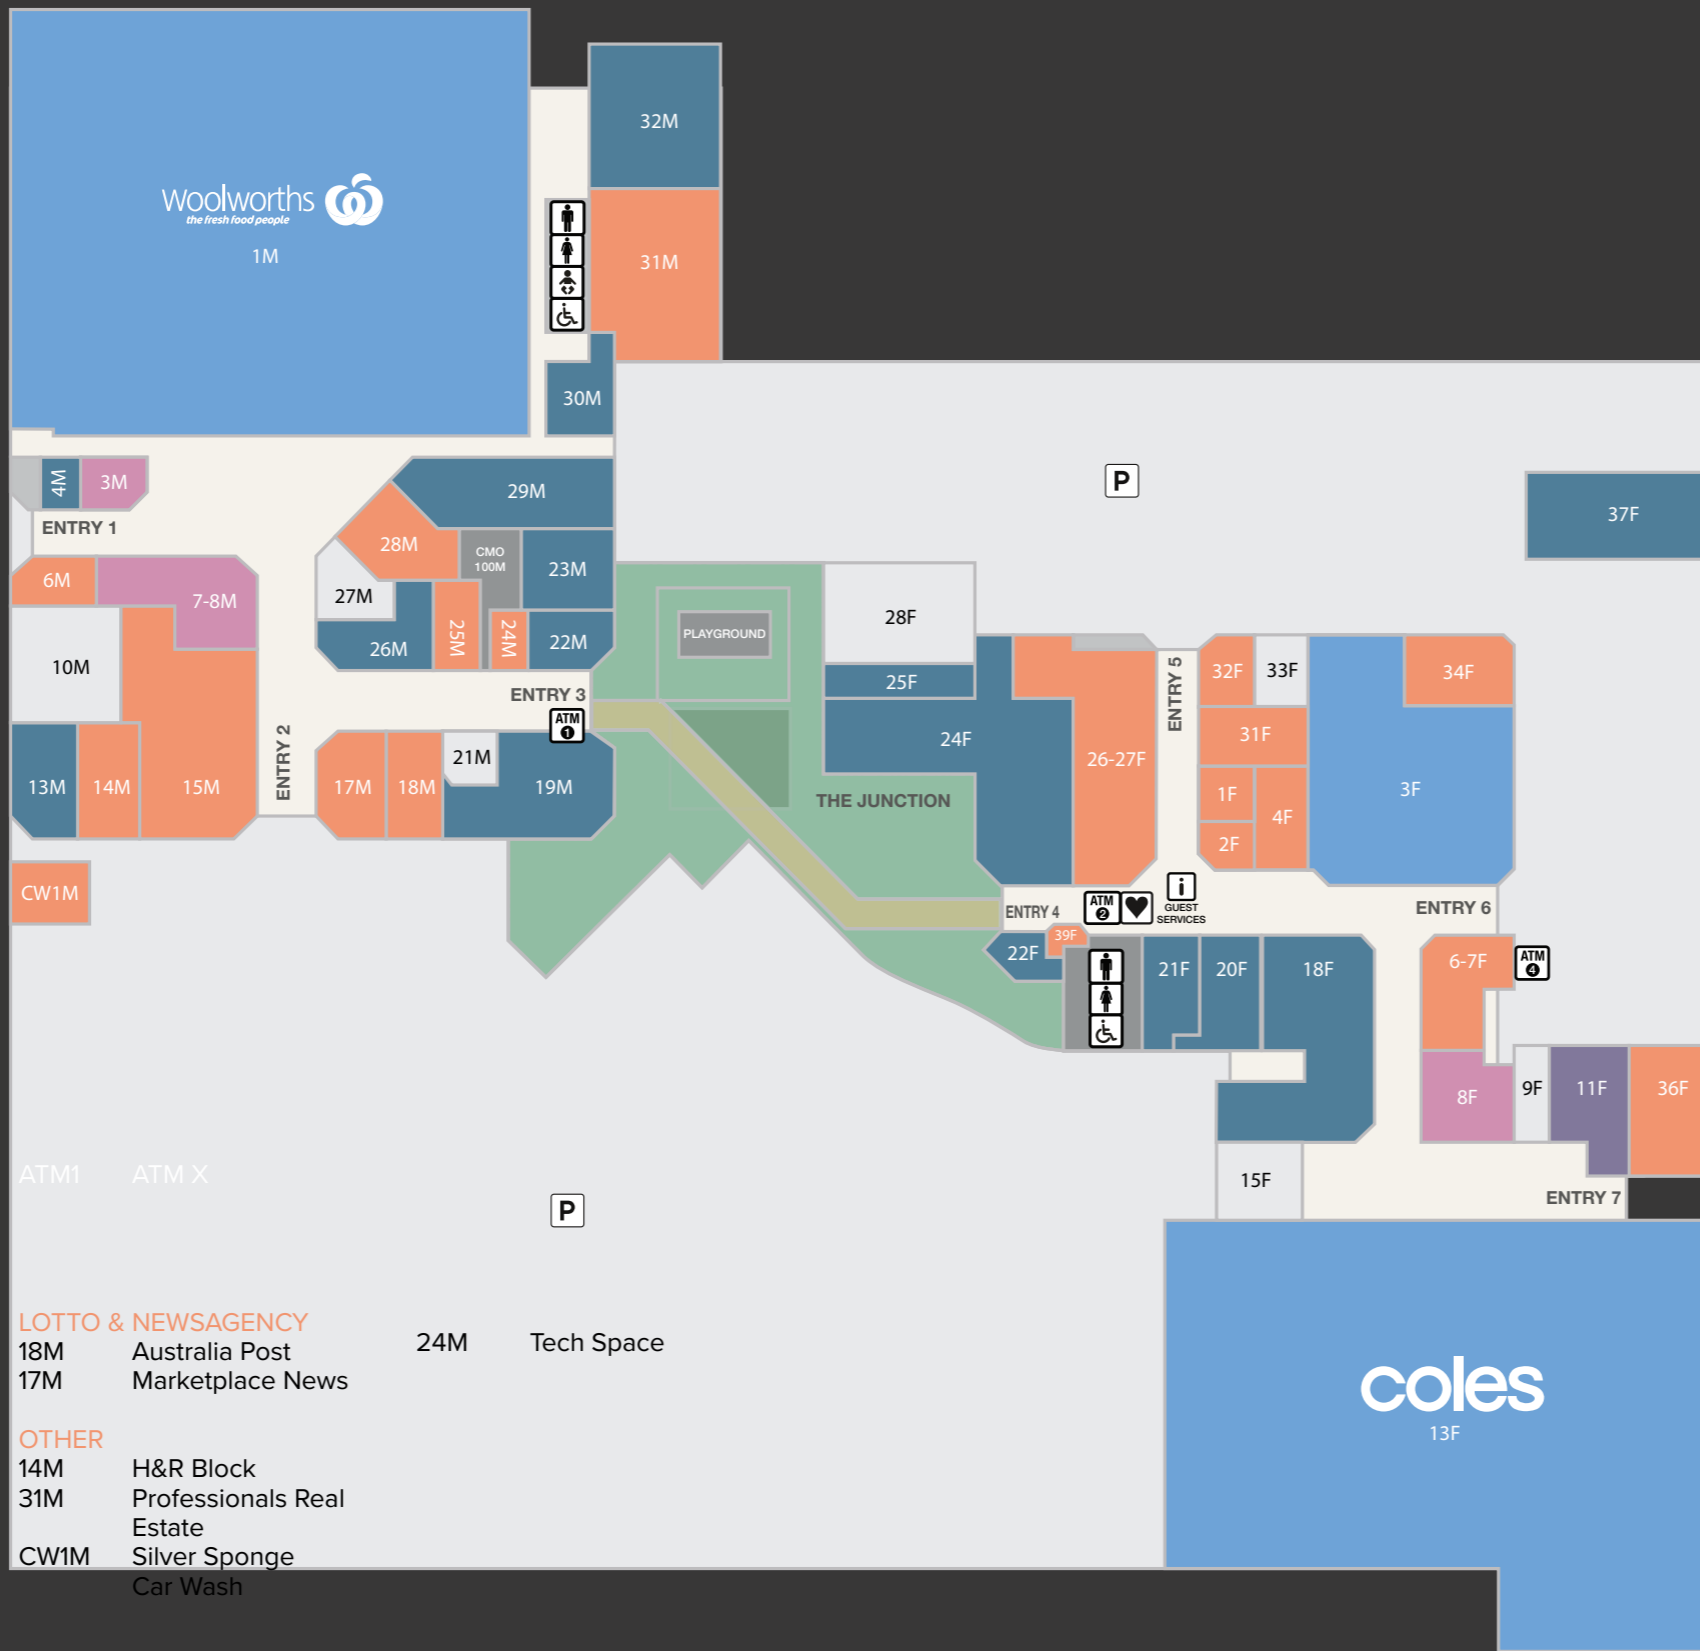 32M
woolworths
the fresh food people
1M
31M
30M
4M
3M
29M
ENTRY 1
28M
CMO
100M
23M
6M
7-8M
27M
25M
24M
22M
26M
10M
ENTRY 3
ATM
1
ENTRY 2
21M
13M
14M
15M
17M
18M
19M
CW1M
P
37F
PLAYGROUND
28F
25F
24F
THE JUNCTION
26-27F
ENTRY 5
32F
33F
34F
31F
3F
1F
4F
2F
ENTRY 4
ATM
2
i
GUEST
SERVICES
ENTRY 6
22F
39F
21F
20F
18F
6-7F
ATM
4
8F
9F
11F
36F
15F
ENTRY 7
ATM1 ATM X
P
coles
13F
LOTTO & NEWSAGENCY
18M Australia Post
17M Marketplace News
24M Tech Space
OTHER
14M H&R Block
31M Professionals Real
Estate
CW1M Silver Sponge
Car Wash